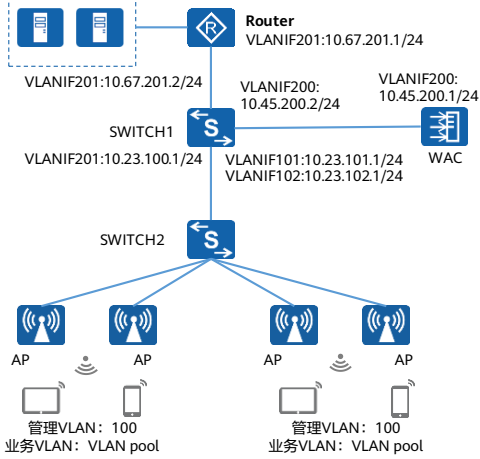 Router
VLANIF201:10.67.201.1/24
VLANIF201:10.67.201.2/24
VLANIF200:
10.45.200.2/24
VLANIF200:
10.45.200.1/24
R
S
SWITCH1
WAC
VLANIF201:10.23.100.1/24
VLANIF101:10.23.101.1/24
VLANIF102:10.23.102.1/24
SWITCH2
S
AP
AP
AP
AP
管理VLAN：100
业务VLAN：VLAN pool
管理VLAN：100
业务VLAN：VLAN pool